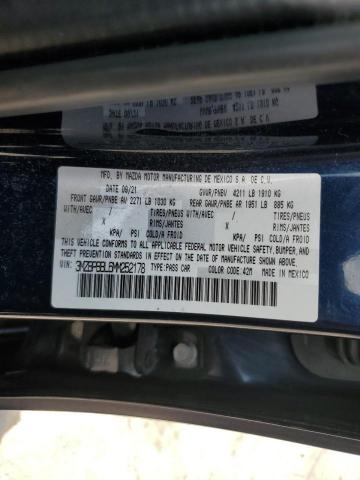 MFD. BY MAZDA MOTOR MANUFACTURING DE MEXICO S.A. DE C.V.
DATE 06/21 GVWR/PNBV 4211 LB 1910 KG
FRONT GAWR/PNBE AV 2271 LB 1030 KG REAR GAWR/PNBE AR 1951 LB 885 KG
WITH/AVEC / TIRES/PNEUS WITH/AVEC / TIRES/PNEUS
X RIMS/JANTES X RIMS/JANTES
KPA/ PSI / COLD/A FROID KPA/ PSI / COLD/A FROID
THIS VEHICLE CONFORMS TO ALL APPLICABLE FEDERAL MOTOR VEHICLE SAFETY, BUMPER, AND
THEFT PREVENTION STANDARDS IN EFFECT ON THE DATE OF MANUFACTURE SHOWN ABOVE.
TYPE: PASS CAR COLOR: 42M MADE IN MEXICO